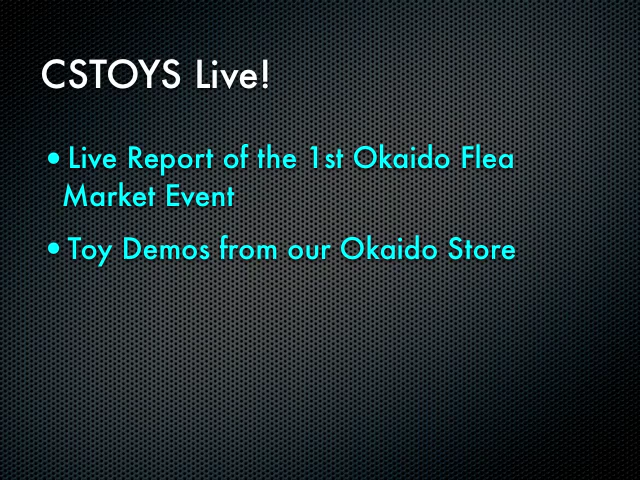 CSTOYS Live!
•Live Report of the 1st Okaido Flea
Market Event
•Toy Demos from our Okaido Store